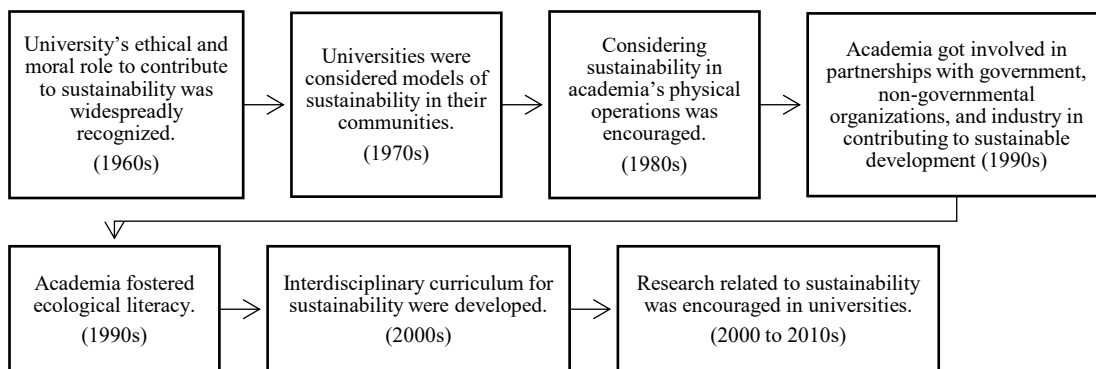 University’s ethical and
moral role to contribute
to sustainability was
widespreadly
recognized.
(1960s)
Universities were
considered models of
sustainability in their
communities.
(1970s)
Considering
sustainability in
academia’s physical
operations was
encouraged.
(1980s)
Academia got involved in
partnerships with government,
non-governmental
organizations, and industry in
contributing to sustainable
development (1990s)
Academia fostered
ecological literacy.
(1990s)
Interdisciplinary curriculum for
sustainability were developed.
(2000s)
Research related to sustainability
was encouraged in universities.
(2000 to 2010s)